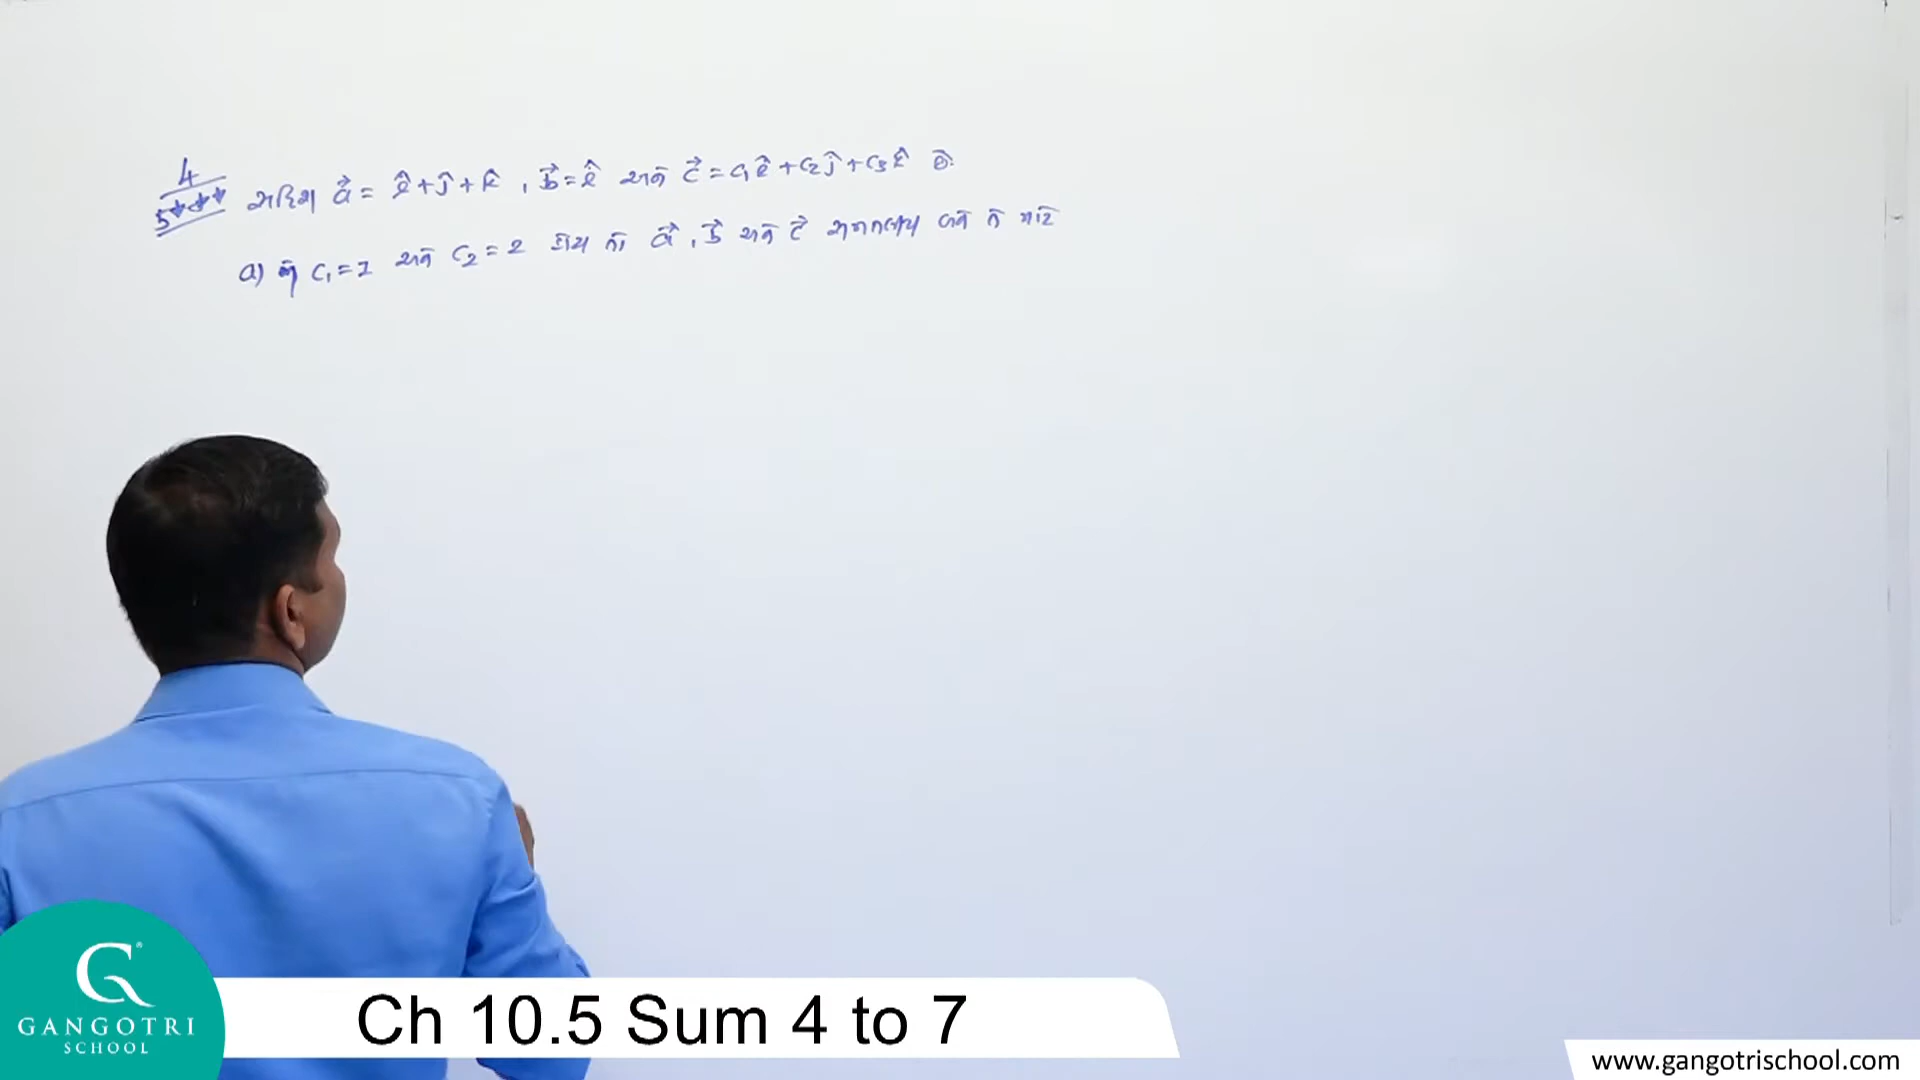 4 સદિશ a⃗ = î + ĵ + k̂ , b⃗ = î અને c⃗ = c₁î + c₂ĵ + c₃k̂ છે.
a) જો c₁ = 1 અને c₂ = 2 હોય તો a⃗ , b⃗ અને c⃗ સમતલીય બને તે માટે
G®
GANGOTRI
SCHOOL
Ch 10.5 Sum 4 to 7
www.gangotrischool.com